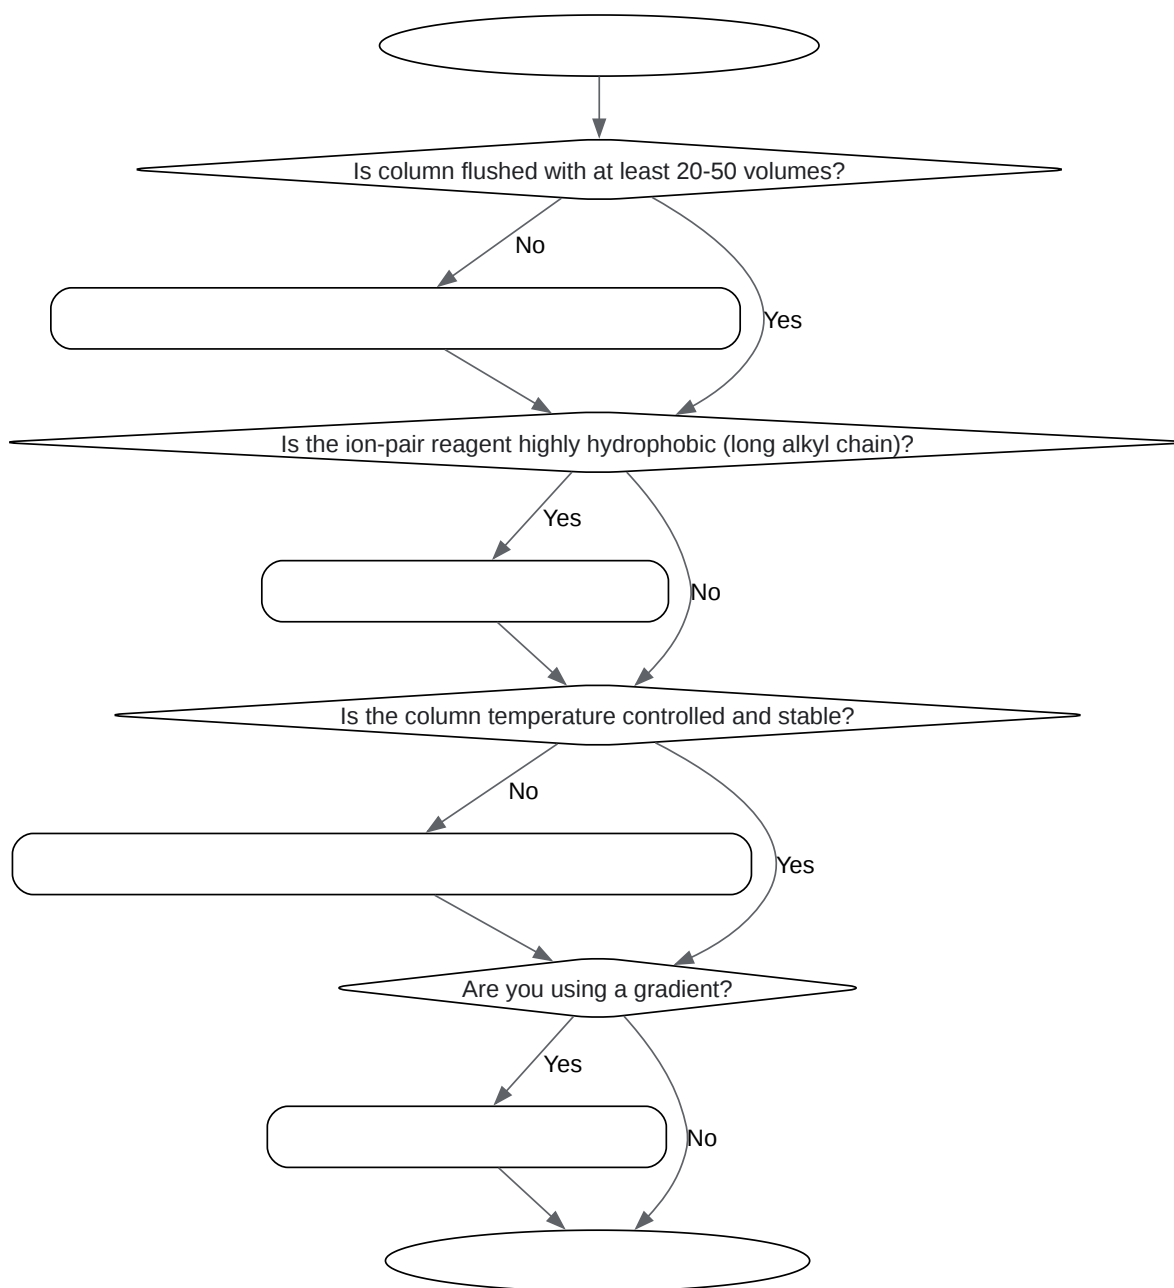 Is column flushed with at least 20-50 volumes?
No
Yes
Is the ion-pair reagent highly hydrophobic (long alkyl chain)?
Yes
No
Is the column temperature controlled and stable?
No
Yes
Are you using a gradient?
Yes
No